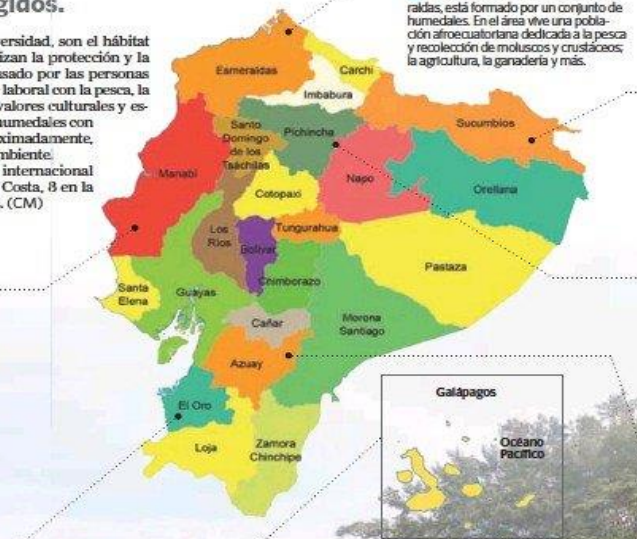 gidos.
ersidad, son el hábitat
izan la protección y la
usado por las personas
laboral con la pesca, la
valores culturales y es-
humedales con
ximadamente,
mbiente.
internacional
Costa, 8 en la
. (CM)
raídas, está formado por un conjunto de
humedales. En el área vive una pobla-
ción afroecuatoriana dedicada a la pesca
y recolección de moluscos y crustáceos;
la agricultura, la ganadería y más.
Esmeraldas
Carchi
Imbabura
Sucumbios
Santo
Domingo
de los
Tsáchilas
Pichincha
Manabí
Napo
Orellana
Cotopaxi
Los
Ríos
Bolívar
Tungurahua
Pastaza
Santa
Elena
Guayas
Chimborazo
Cañar
Morona
Santiago
Azuay
El Oro
Loja
Zamora
Chinchipe
Galápagos
Océano
Pacífico